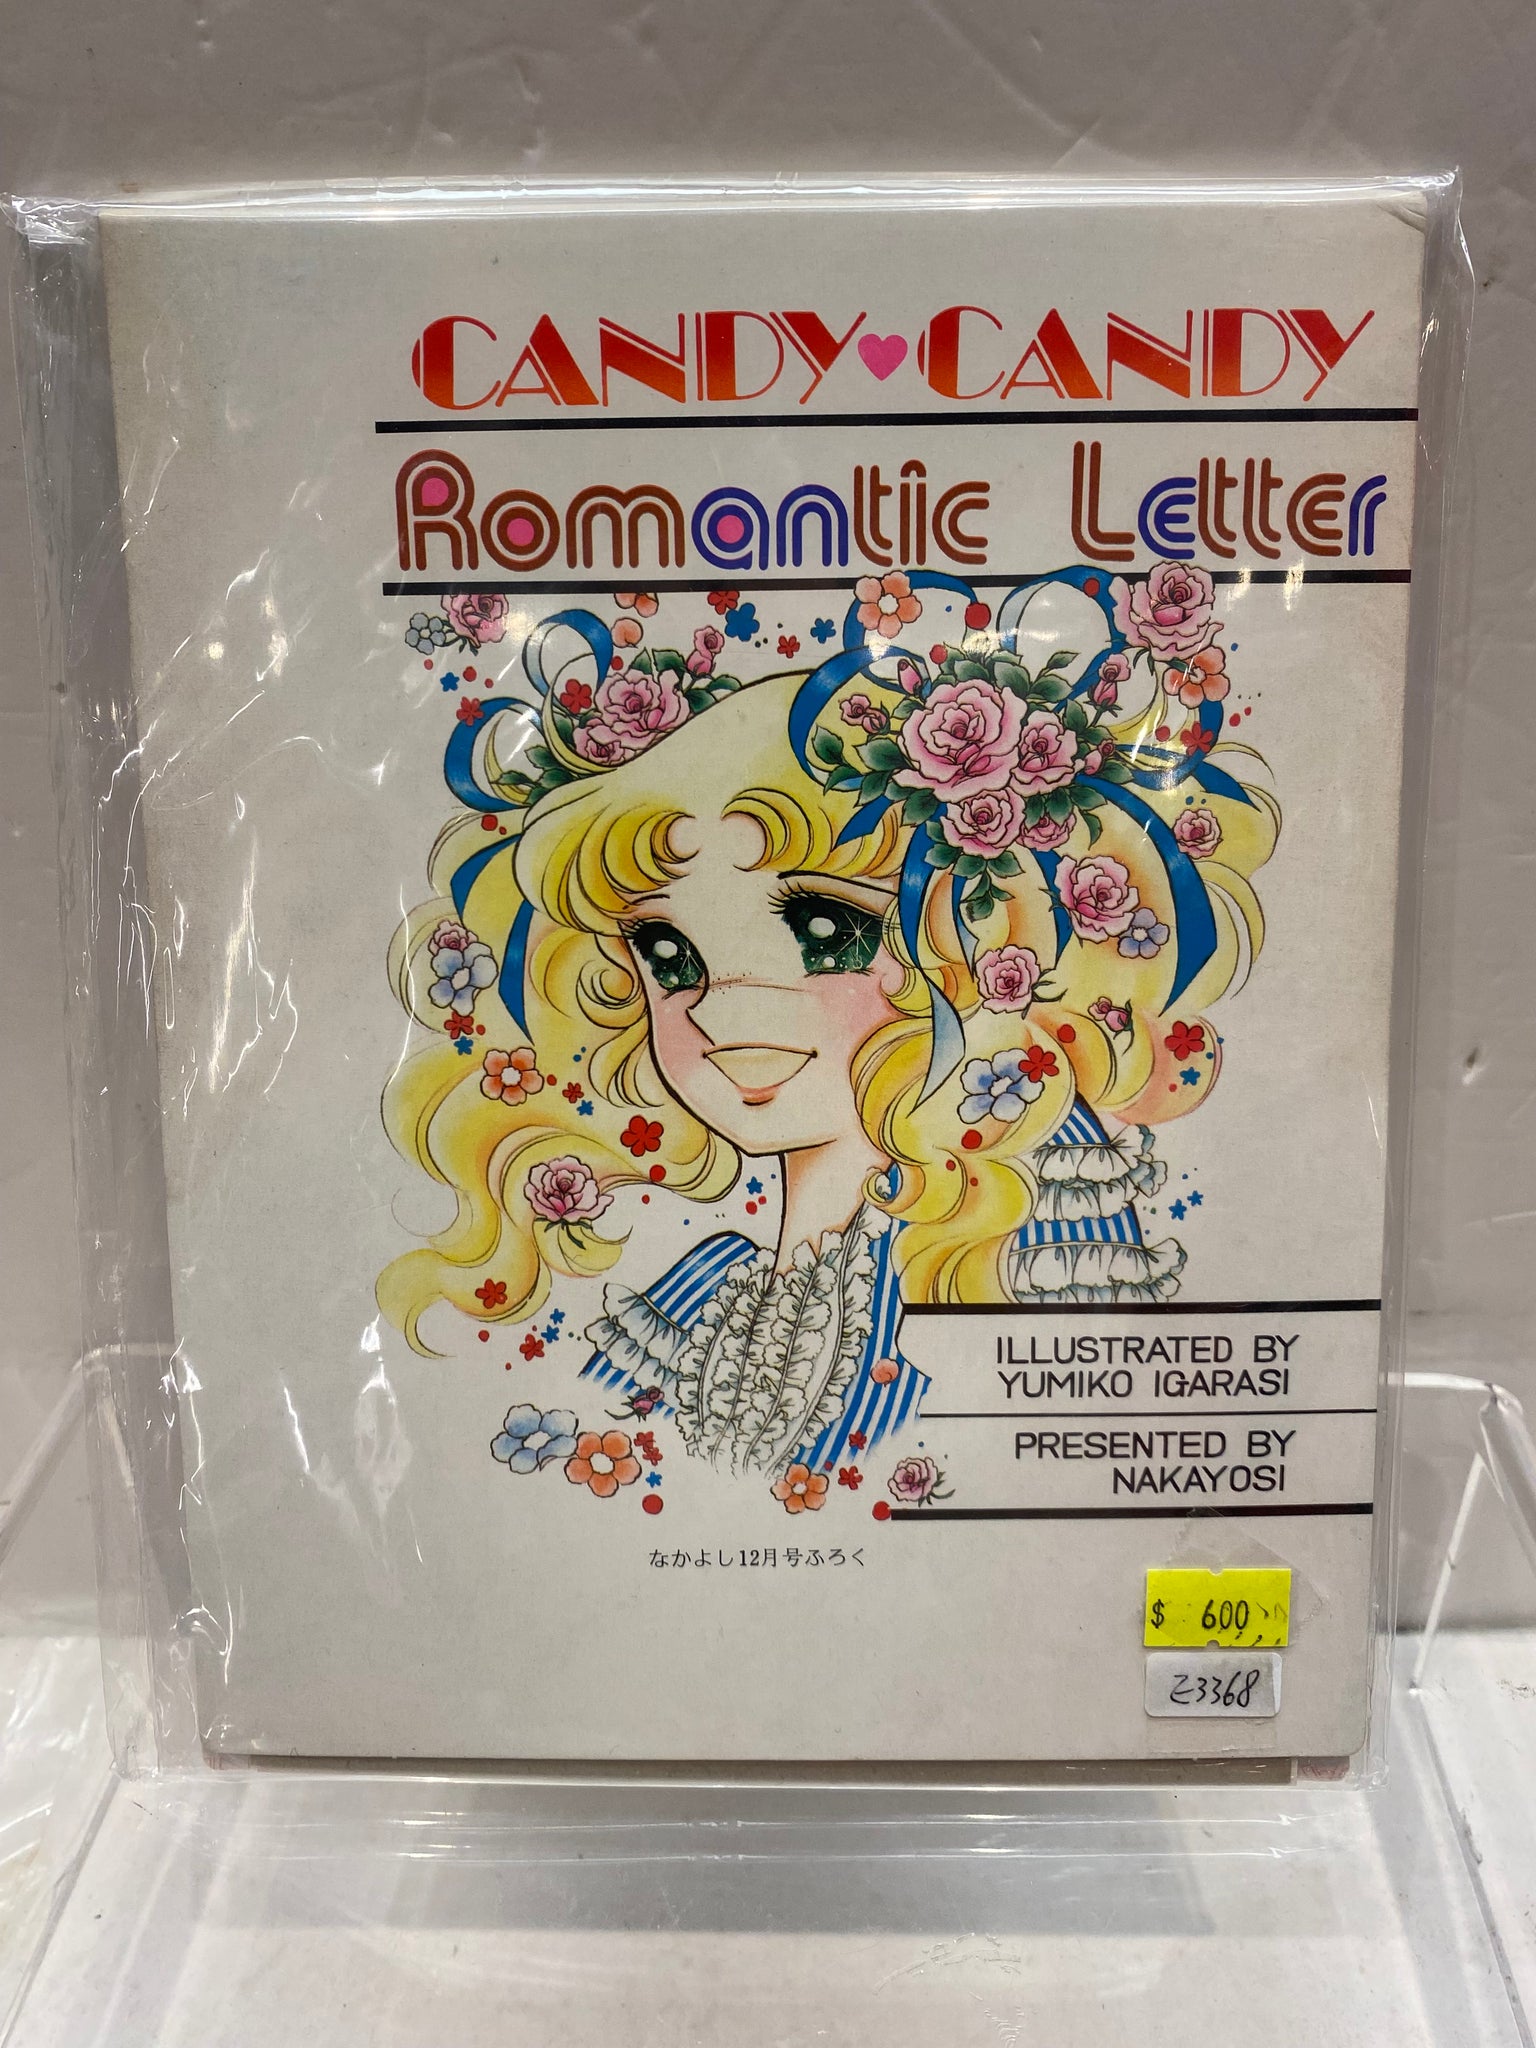 CANDY♥CANDY
Romantic Letter
ILLUSTRATED BY
YUMIKO IGARASI
PRESENTED BY
NAKAYOSI
なかよし12月号ふろく
$ 600
Z3368